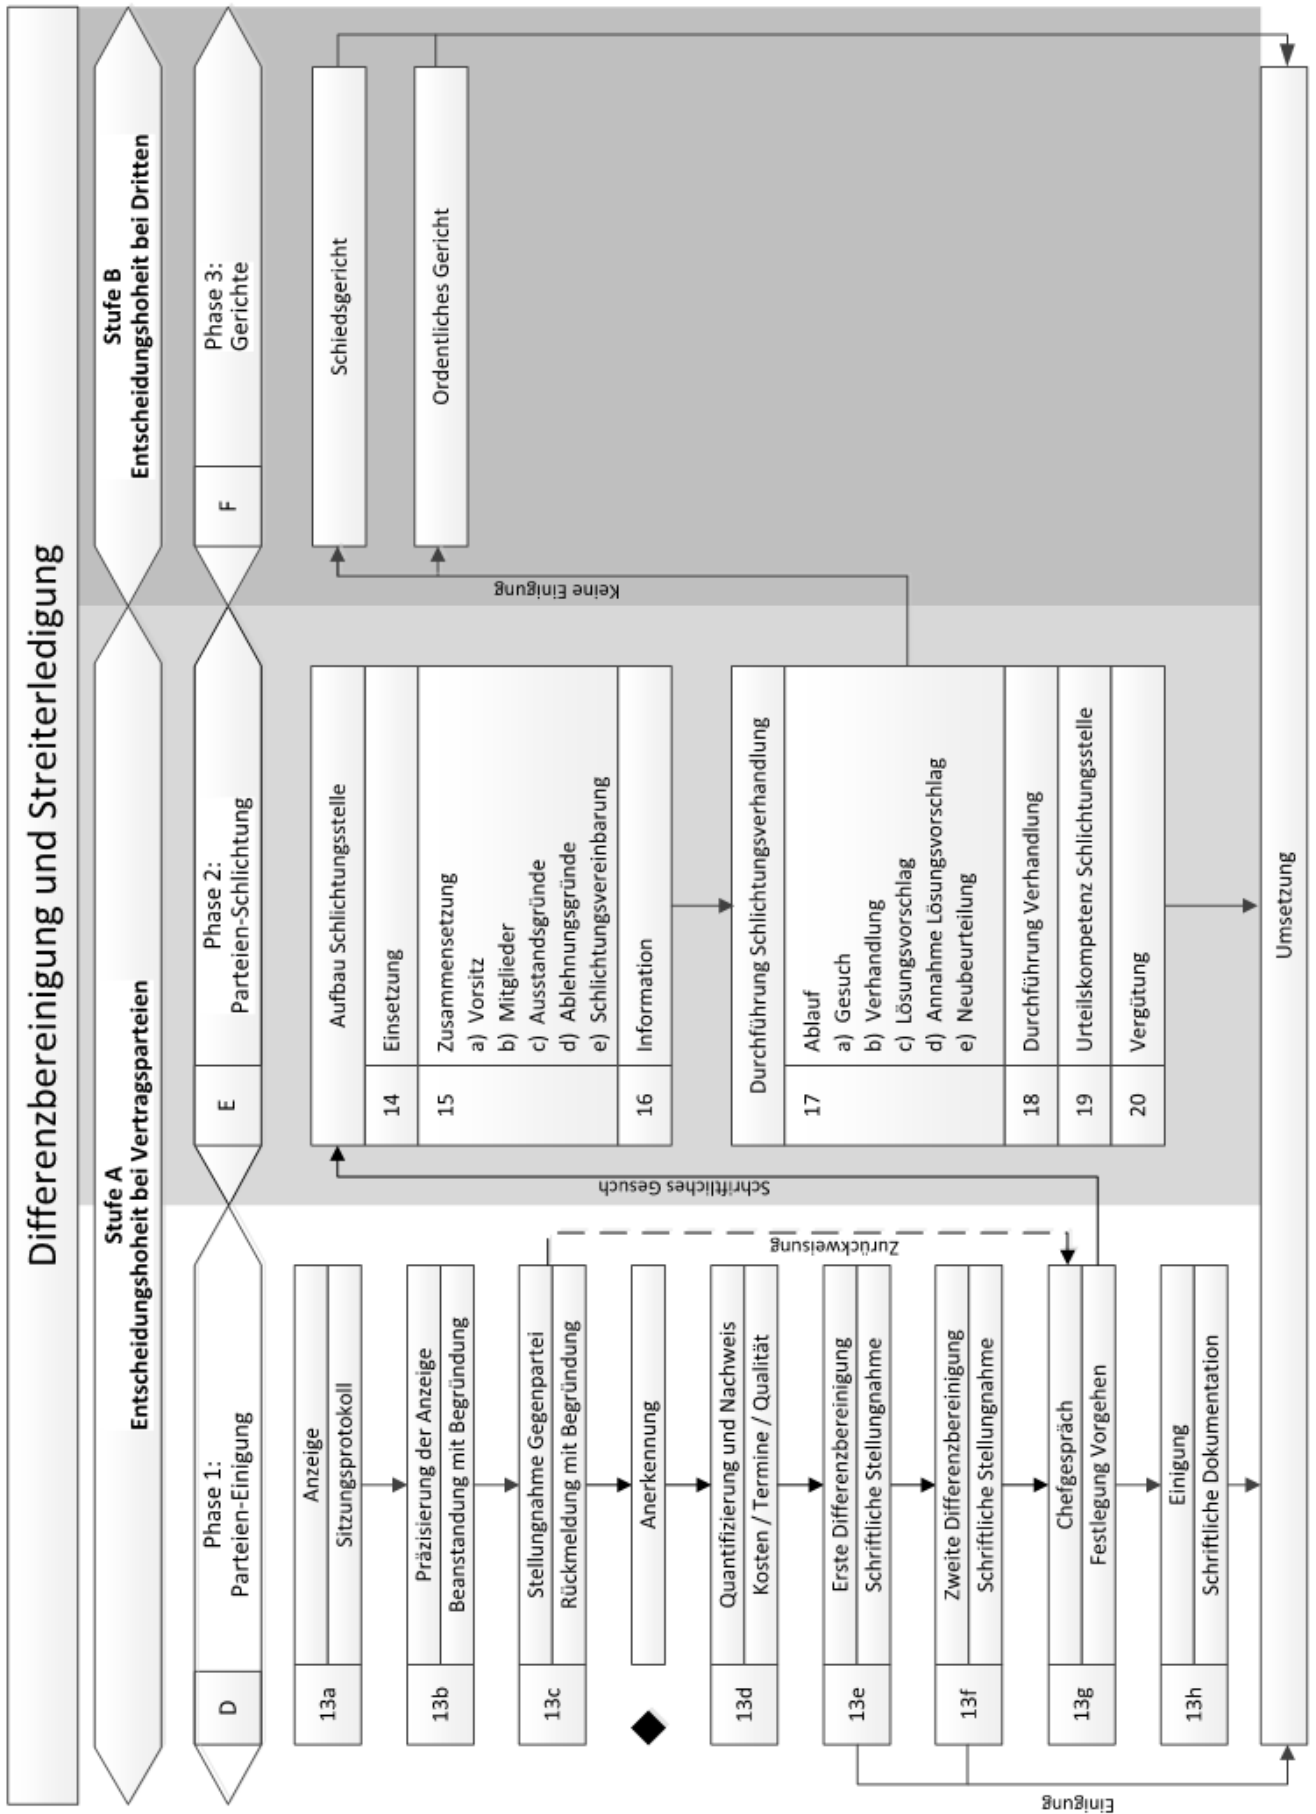 Differenzbereinigung und Streiterledigung
Stufe A
Entscheidungshoheit bei Vertragsparteien
Stufe B
Entscheidungshoheit bei Dritten
D
Phase 1:
Parteien-Einigung
E
Phase 2:
Parteien-Schlichtung
F
Phase 3:
Gerichte
13a
Anzeige
Sitzungsprotokoll
13b
Präzisierung der Anzeige
Beanstandung mit Begründung
13c
Stellungnahme Gegenpartei
Rückmeldung mit Begründung
Anerkennung
13d
Quantifizierung und Nachweis
Kosten / Termine / Qualität
13e
Erste Differenzbereinigung
Schriftliche Stellungnahme
13f
Zweite Differenzbereinigung
Schriftliche Stellungnahme
13g
Chefgespräch
Festlegung Vorgehen
13h
Einigung
Schriftliche Dokumentation
Einigung
Zurückweisung
Schriftliches Gesuch
Aufbau Schlichtungsstelle
14
Einsetzung
15
Zusammensetzung
a) Vorsitz
b) Mitglieder
c) Ausstandsgründe
d) Ablehnungsgründe
e) Schlichtungsvereinbarung
16
Information
Durchführung Schlichtungsverhandlung
17
Ablauf
a) Gesuch
b) Verhandlung
c) Lösungsvorschlag
d) Annahme Lösungsvorschlag
e) Neubeurteilung
18
Durchführung Verhandlung
19
Urteilskompetenz Schlichtungsstelle
20
Vergütung
Keine Einigung
Schiedsgericht
Ordentliches Gericht
Umsetzung